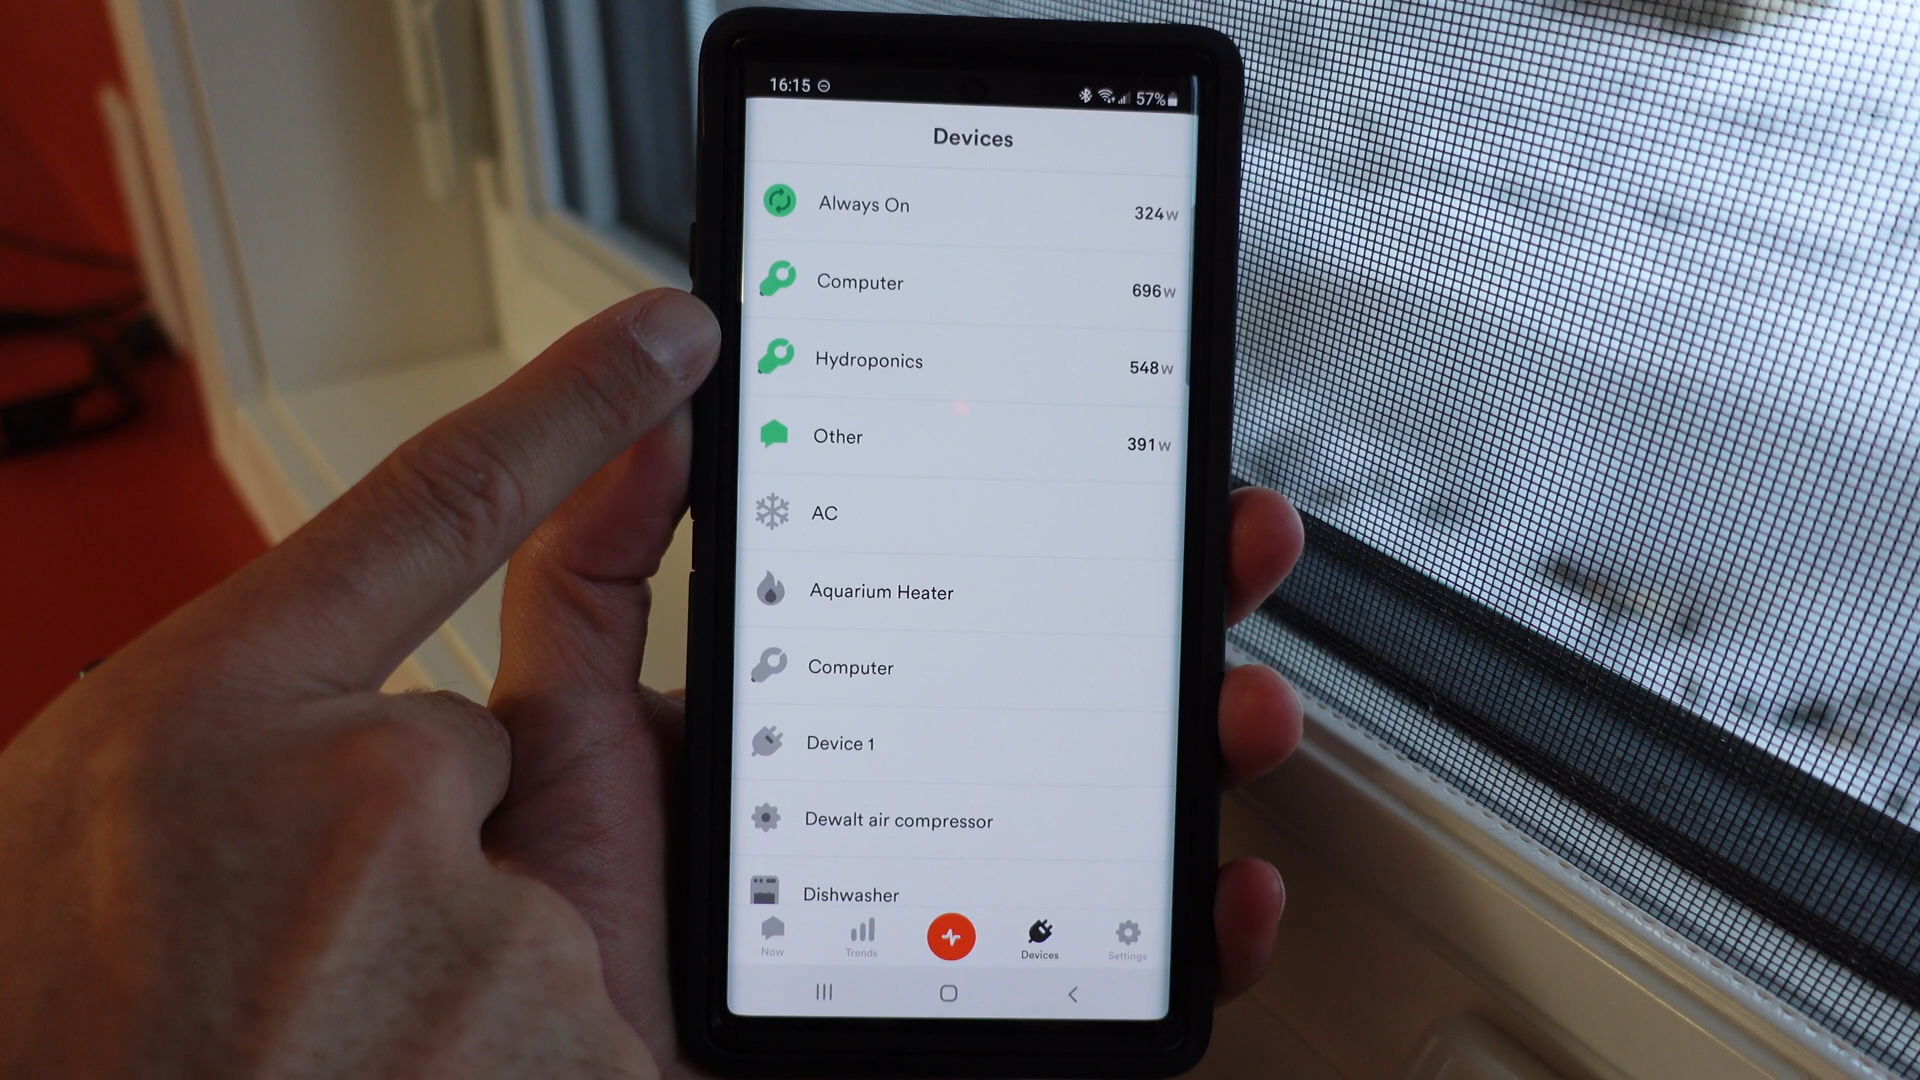 16:15
57%
Devices
Always On 324w
Computer 696w
Hydroponics 548w
Other 391w
AC
Aquarium Heater
Computer
Device 1
Dewalt air compressor
Dishwasher
Now Trends Devices Settings